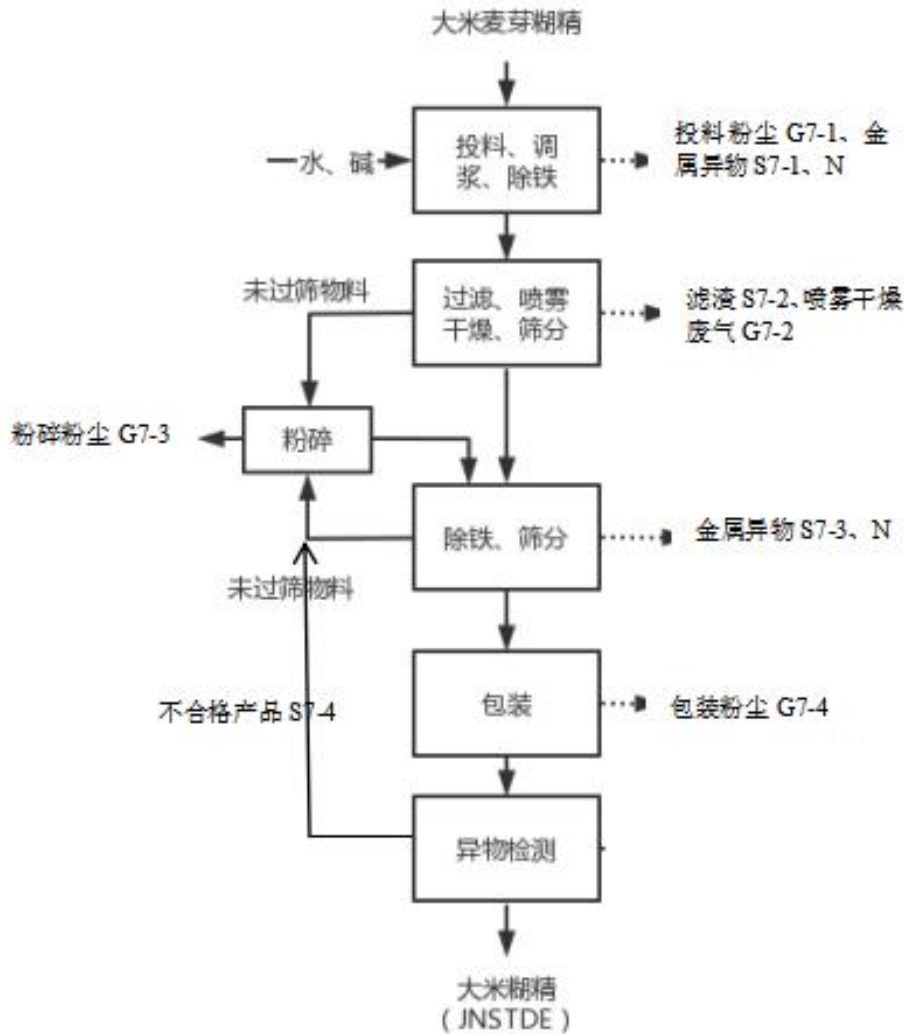 大米麦芽糊精
投料、调
浆、除铁
水、碱
投料粉尘 G7-1、金
属异物 S7-1、N
未过筛物料
过滤、喷雾
干燥、筛分
滤渣 S7-2、喷雾干燥
废气 G7-2
粉碎粉尘 G7-3
粉碎
除铁、筛分
金属异物 S7-3、N
未过筛物料
不合格产品 S7-4
包装
包装粉尘 G7-4
异物检测
大米糊精
（JNSTDE）